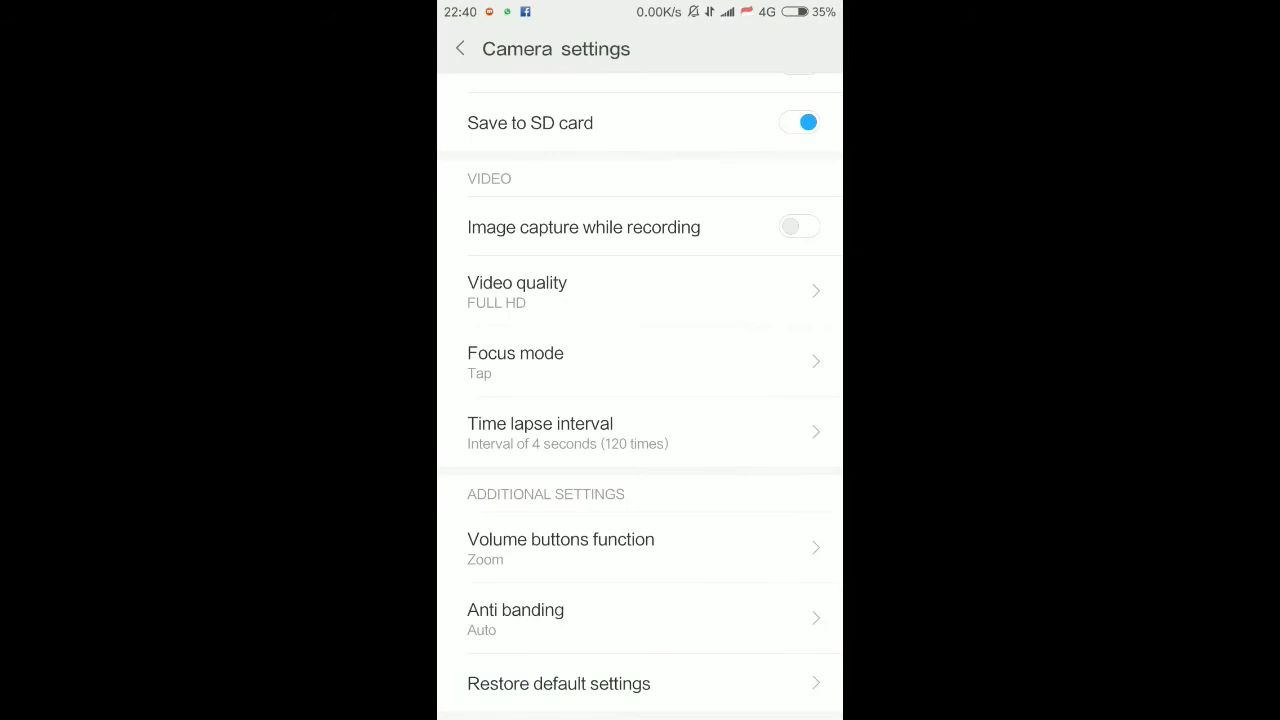 22:40 0.00K/s 4G 35%
Camera settings
Save to SD card
VIDEO
Image capture while recording
Video quality
FULL HD
Focus mode
Tap
Time lapse interval
Interval of 4 seconds (120 times)
ADDITIONAL SETTINGS
Volume buttons function
Zoom
Anti banding
Auto
Restore default settings